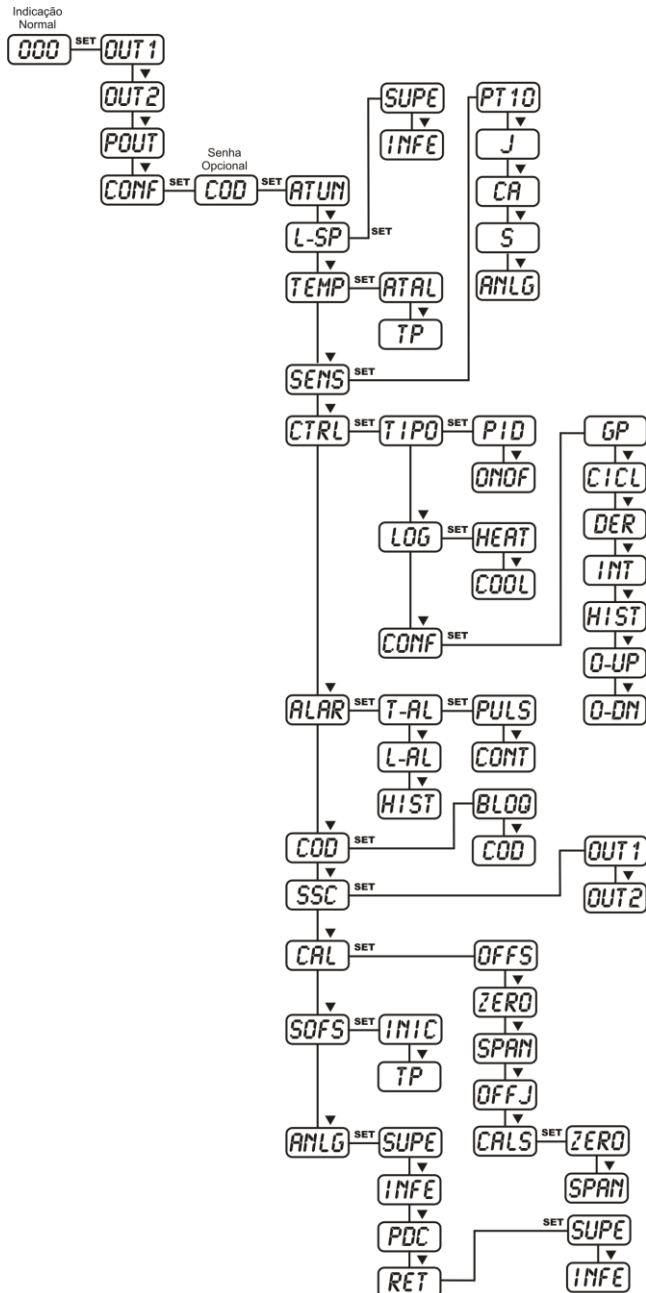 Indicação
Normal
000 SET OUT1
OUT2
POUT
Senha
Opcional
CONF SET COD SET ATUN
L-SP SET
SUPE
INFE
TEMP SET ATAL
TP
SENS SET
PT10
J
CA
S
ANLG
CTRL SET TIPO SET PID
ONOF
LOG SET HEAT
COOL
CONF SET
GP
CICL
DER
INT
HIST
O-UP
O-DN
ALAR SET T-AL SET PULS
CONT
L-AL
HIST
COD SET BLOQ
COD
SSC SET OUT1
OUT2
CAL SET OFFS
ZERO
SPAN
OFFJ
CALS SET ZERO
SPAN
SOFS SET INIC
TP
ANLG SET SUPE
INFE
PDC
RET SET SUPE
INFE